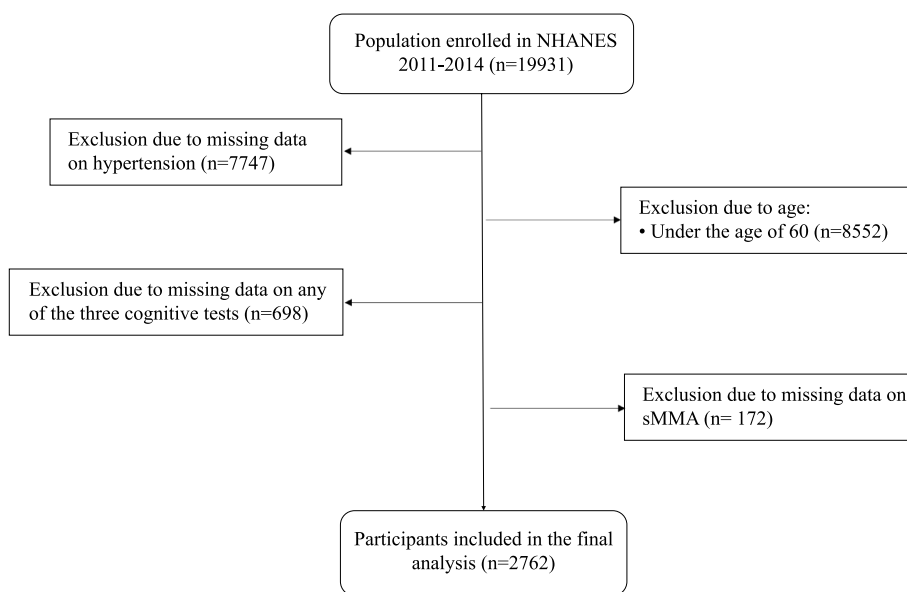 Population enrolled in NHANES
2011-2014 (n=19931)
Exclusion due to missing data
on hypertension (n=7747)
Exclusion due to age:
• Under the age of 60 (n=8552)
Exclusion due to missing data on any
of the three cognitive tests (n=698)
Exclusion due to missing data on
sMMA (n= 172)
Participants included in the final
analysis (n=2762)